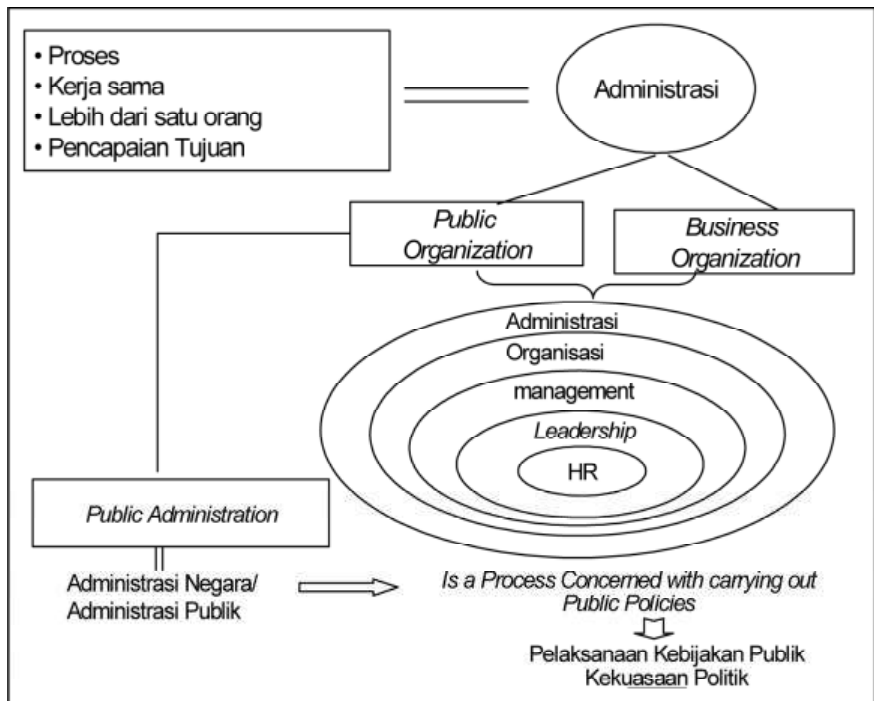 • Proses
• Kerja sama
• Lebih dari satu orang
• Pencapaian Tujuan
Administrasi
Public
Organization
Business
Organization
Administrasi
Organisasi
management
Leadership
HR
Public Administration
Administrasi Negara/
Administrasi Publik
Is a Process Concerned with carrying out
Public Policies
Pelaksanaan Kebijakan Publik
Kekuasaan Politik